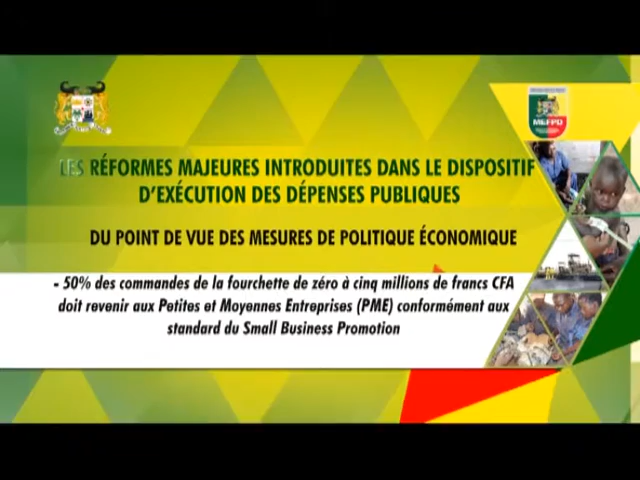 MEFPD
LES RÉFORMES MAJEURES INTRODUITES DANS LE DISPOSITIF
D'EXÉCUTION DES DÉPENSES PUBLIQUES
DU POINT DE VUE DES MESURES DE POLITIQUE ÉCONOMIQUE
- 50% des commandes de la fourchette de zéro à cinq millions de francs CFA
doit revenir aux Petites et Moyennes Entreprises (PME) conformément aux
standard du Small Business Promotion